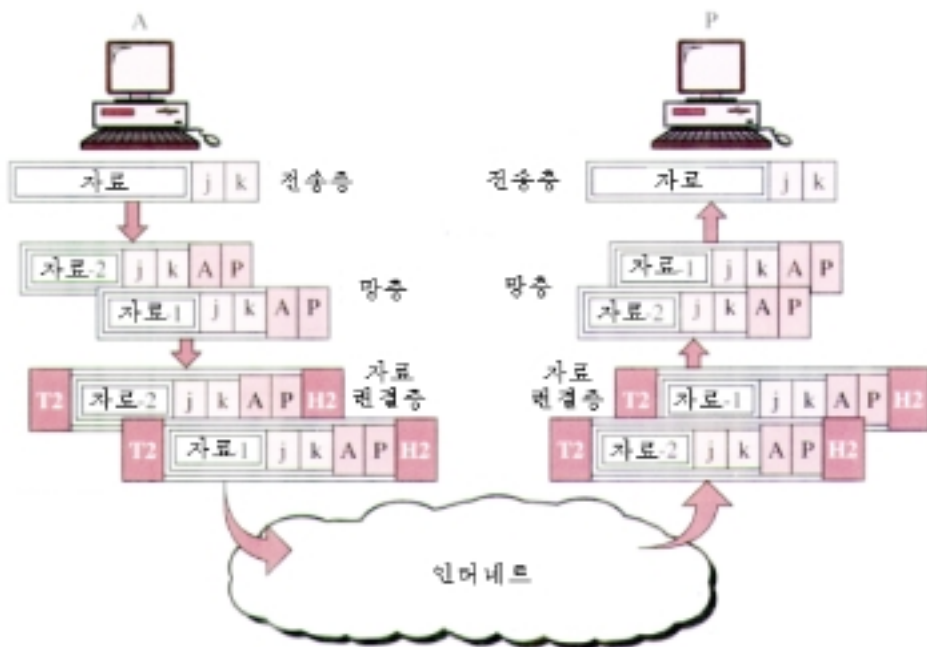 A
P
자료 j k 전송층
전송층 자료 j k
자료-2 j k A P
자료-1 j k A P
망층
망층
자료-1 j k A P
자료-2 j k A P
자료
련결층
T2 자료-2 j k A P H2
T2 자료1 j k A P H2
자료
련결층
T2 자료-1 j k A P H2
T2 자료-2 j k A P H2
인터네트